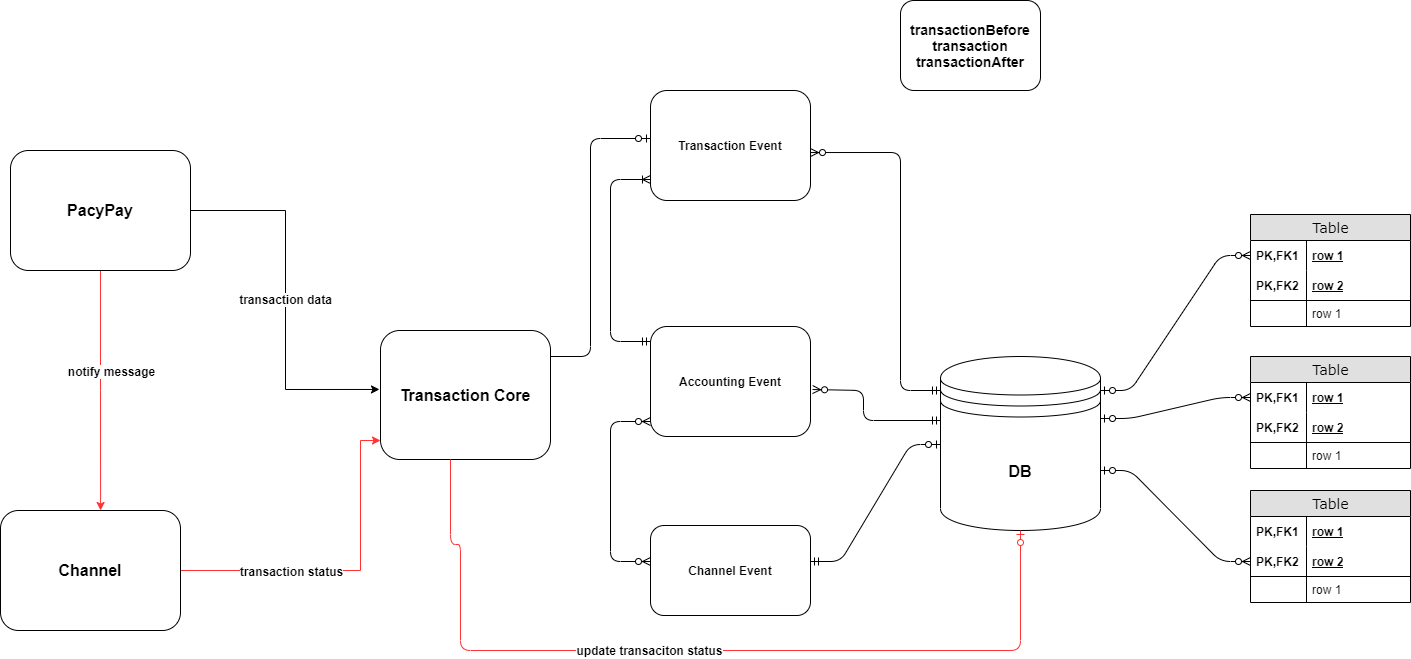 transactionBefore
transaction
transactionAfter
Transaction Event
PacyPay
transaction data
notify message
Transaction Core
Accounting Event
Channel
transaction status
Channel Event
update transaciton status
DB
Table
PK,FK1 row 1
PK,FK2 row 2
row 1
Table
PK,FK1 row 1
PK,FK2 row 2
row 1
Table
PK,FK1 row 1
PK,FK2 row 2
row 1